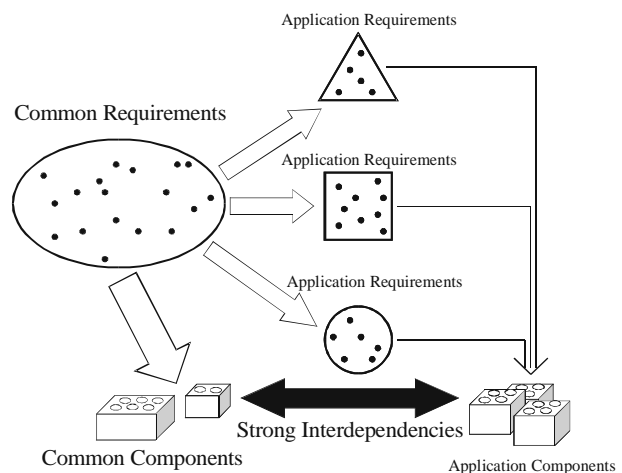 Application Requirements
Common Requirements
Application Requirements
Application Requirements
Strong Interdependencies
Common Components
Application Components